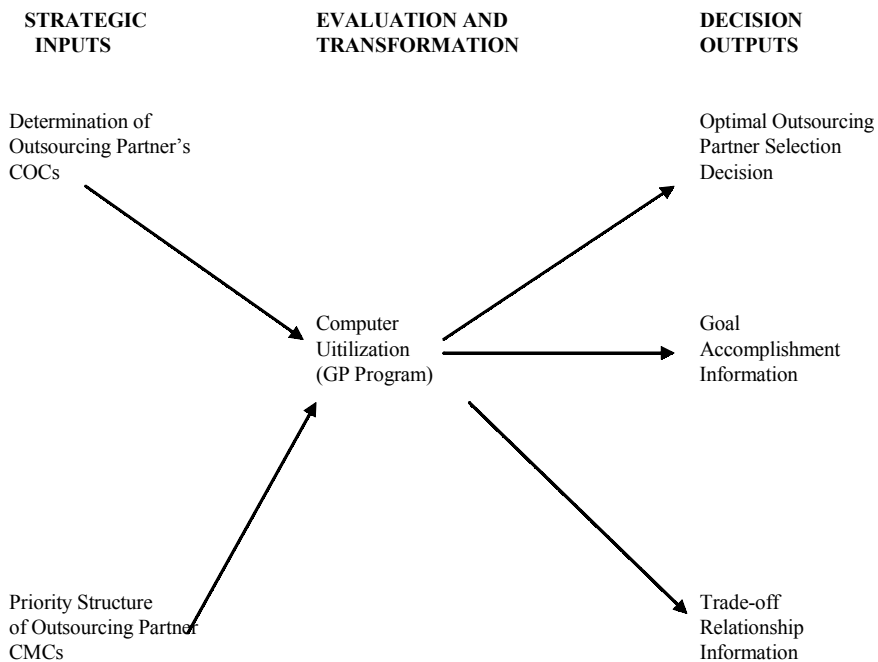 STRATEGIC
INPUTS
EVALUATION AND
TRANSFORMATION
DECISION
OUTPUTS
Determination of
Outsourcing Partner's
COCs
Optimal Outsourcing
Partner Selection
Decision
Computer
Uitilization
(GP Program)
Goal
Accomplishment
Information
Priority Structure
of Outsourcing Partner
CMCs
Trade-off
Relationship
Information